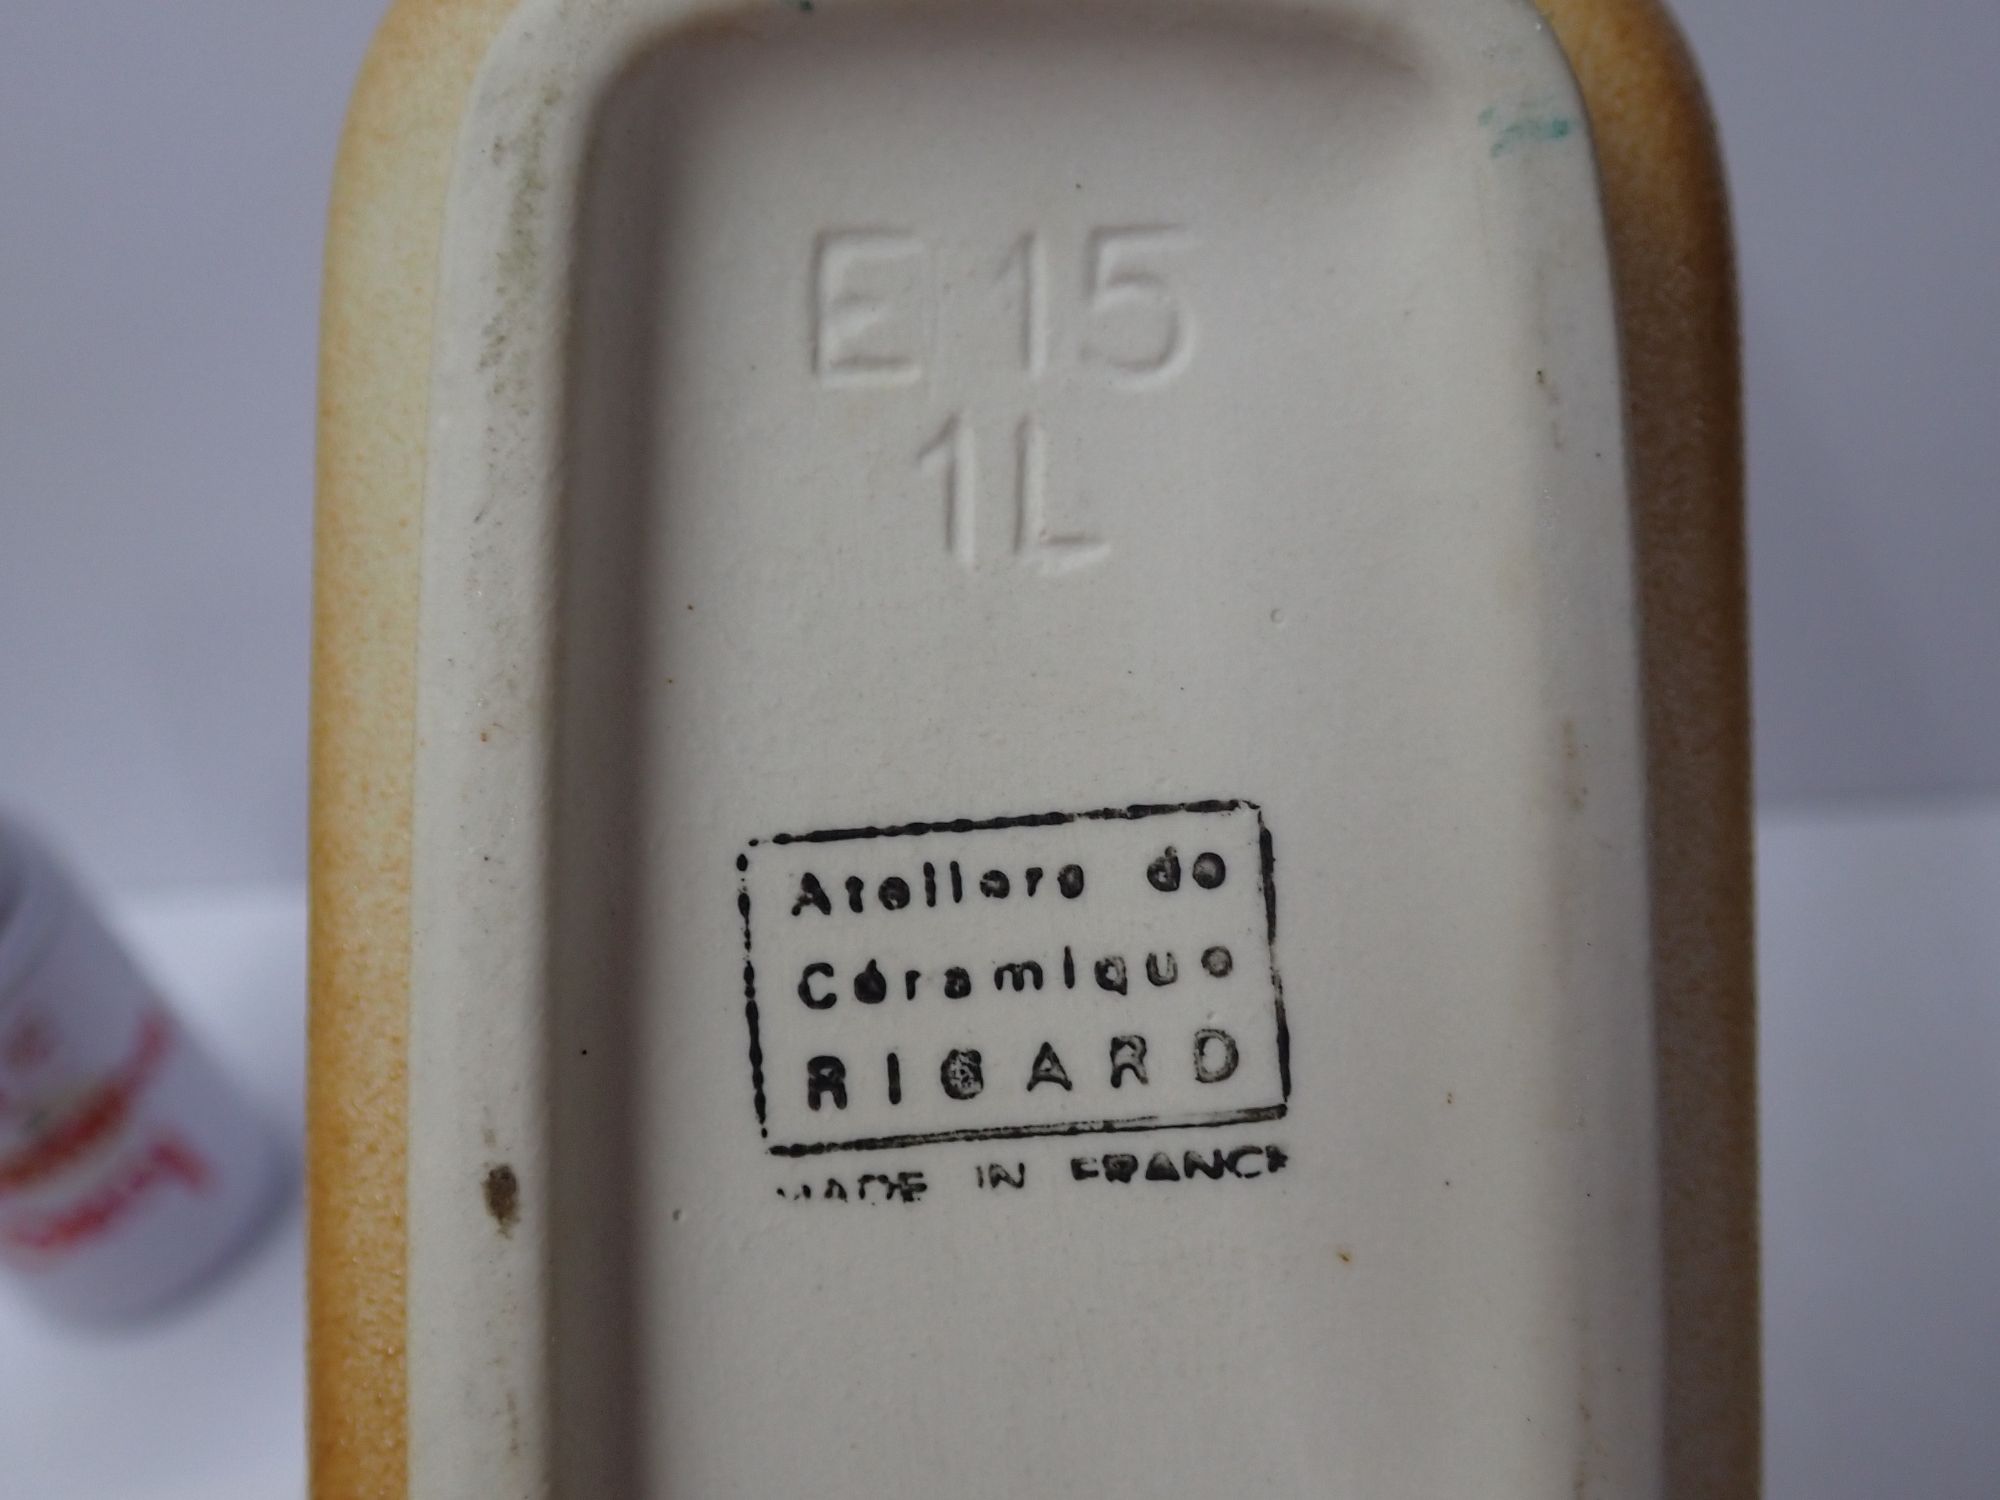 E 15
1L
Ateliers de
Céramique
RIGARD
MADE IN FRANCE